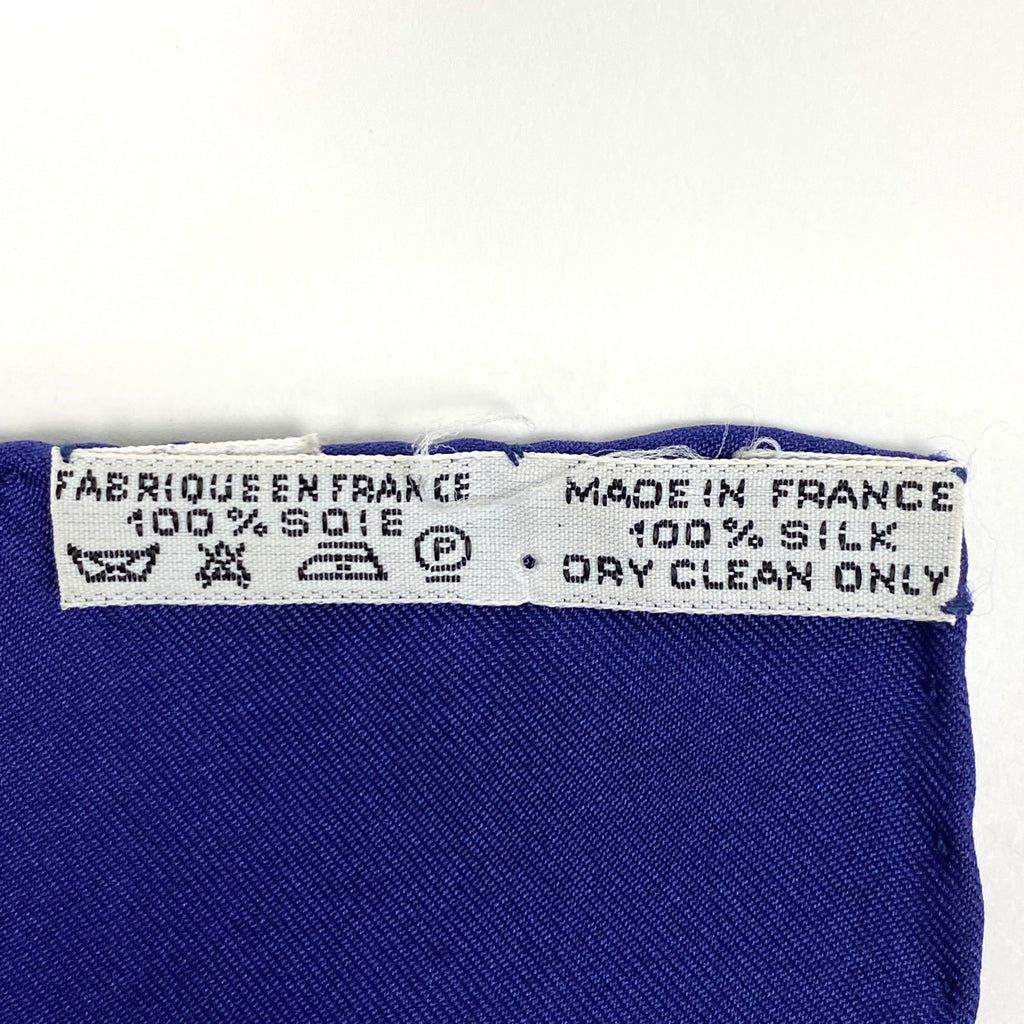 FABRIQUE EN FRANCE
100% SOIE
P
MADE IN FRANCE
100% SILK
DRY CLEAN ONLY